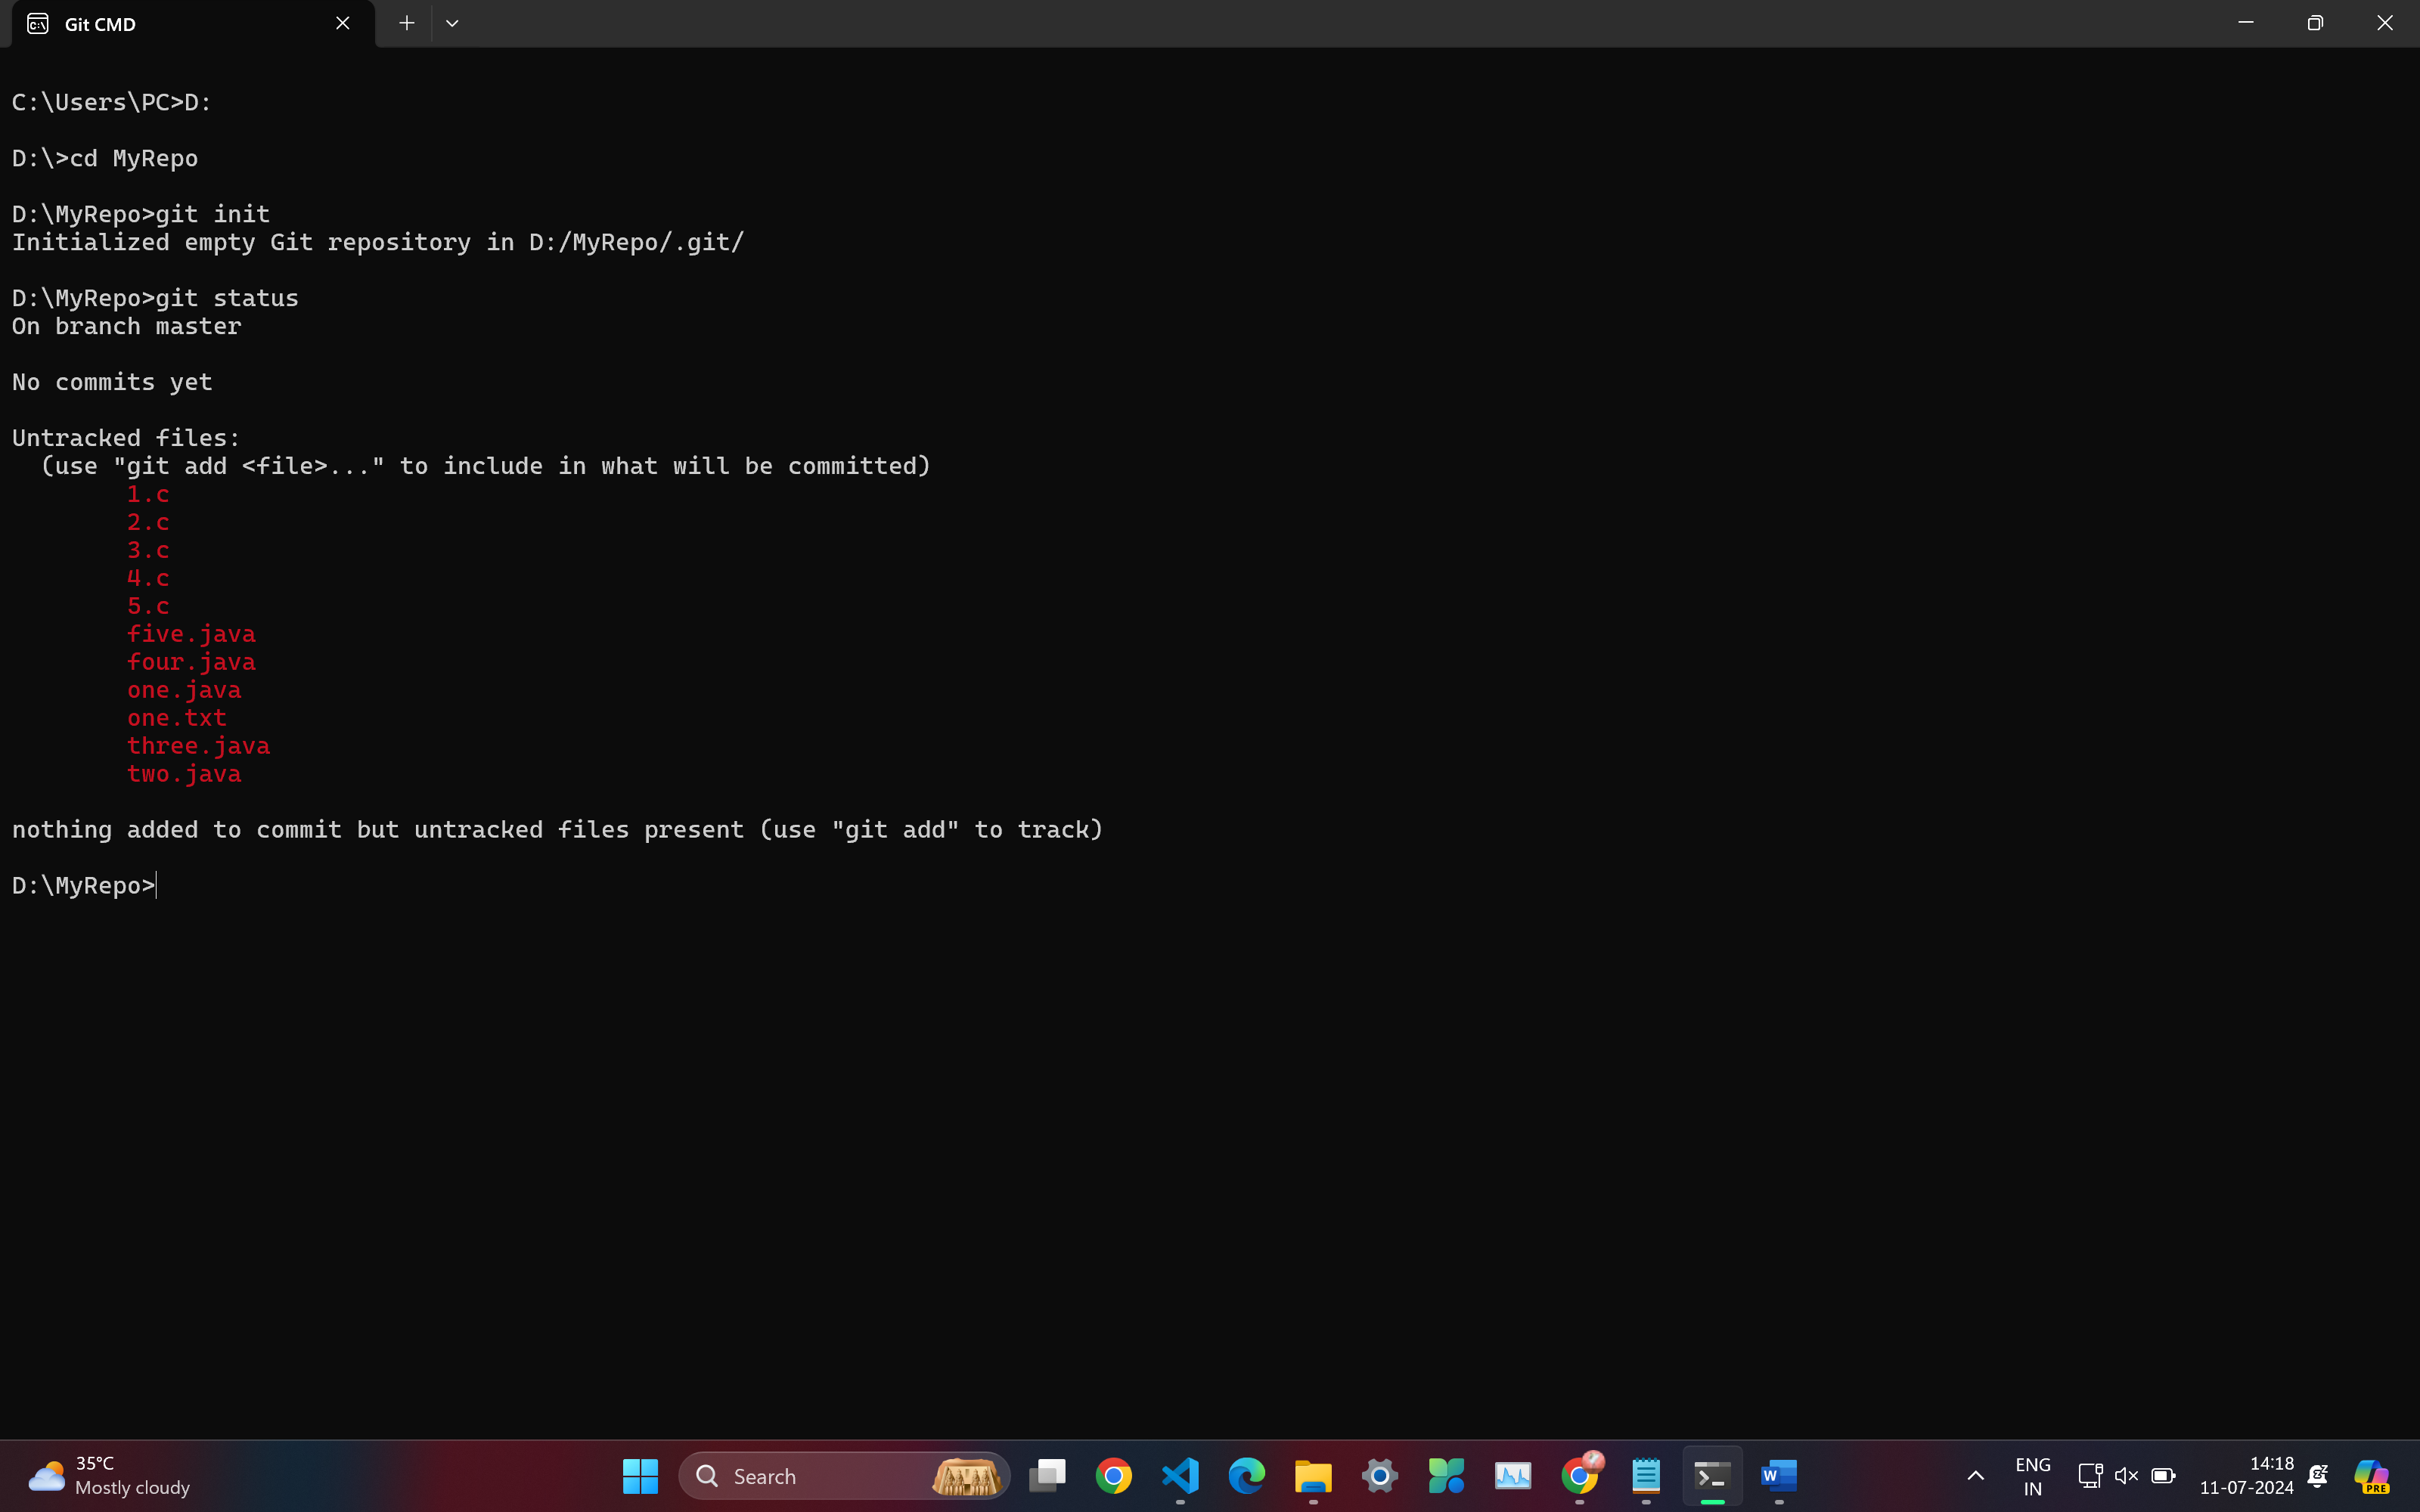 Git CMD
C:\Users\PC>D:
D:\>cd MyRepo
D:\MyRepo>git init
Initialized empty Git repository in D:/MyRepo/.git/
D:\MyRepo>git status
On branch master
No commits yet
Untracked files:
  (use "git add <file>..." to include in what will be committed)
        1.c
        2.c
        3.c
        4.c
        5.c
        five.java
        four.java
        one.java
        one.txt
        three.java
        two.java
nothing added to commit but untracked files present (use "git add" to track)
D:\MyRepo>
35°C
Mostly cloudy
Search
W
ENG
IN
14:18
11-07-2024
PRE